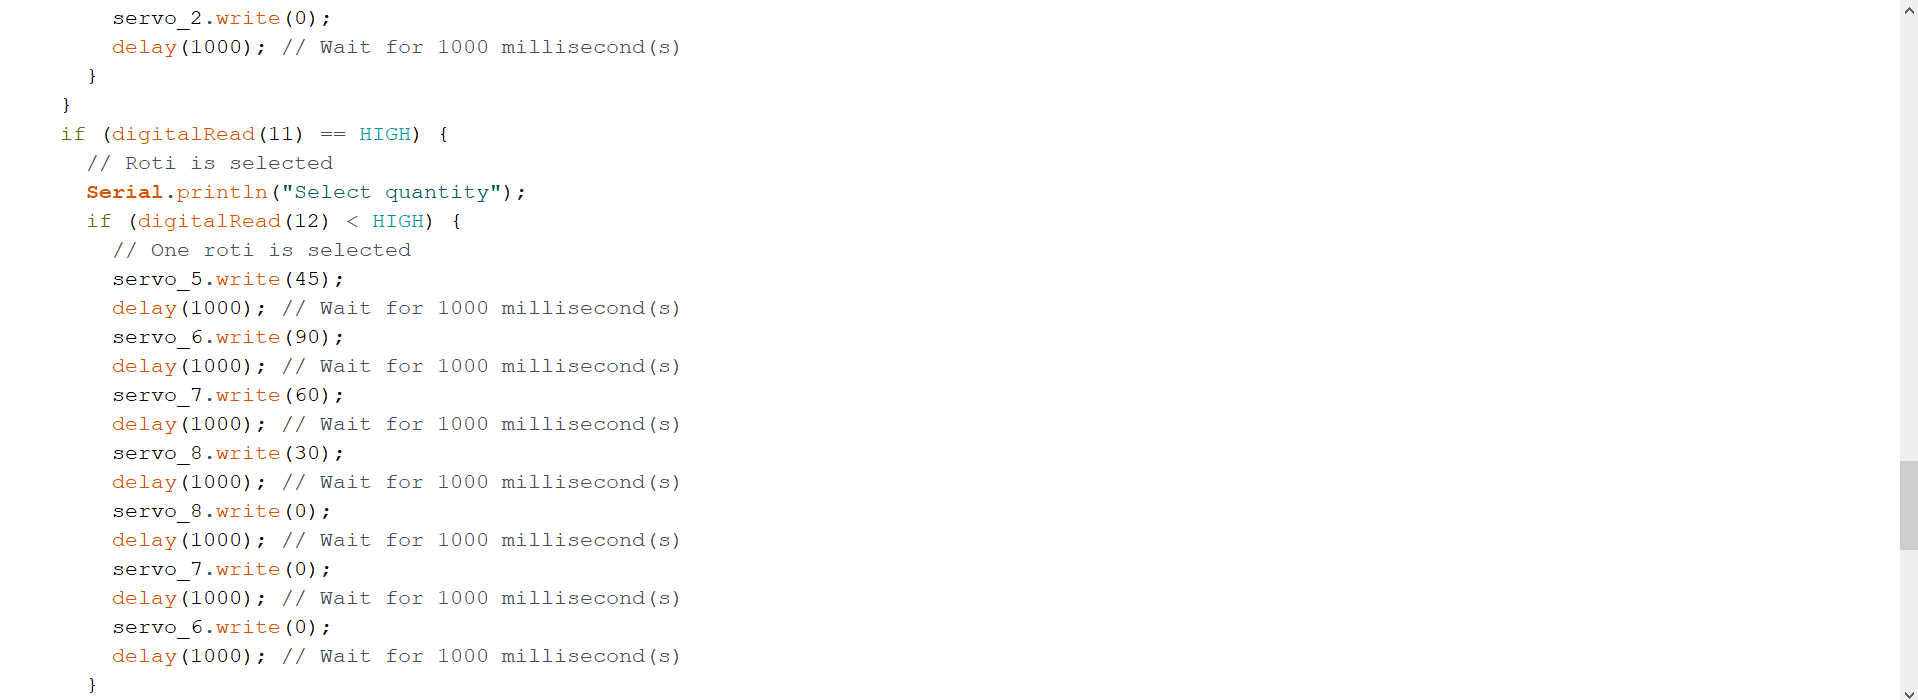 servo_2.write(0);
delay(1000); // Wait for 1000 millisecond(s)
}
}
if (digitalRead(11) == HIGH) {
// Roti is selected
Serial.println("Select quantity");
if (digitalRead(12) < HIGH) {
// One roti is selected
servo_5.write(45);
delay(1000); // Wait for 1000 millisecond(s)
servo_6.write(90);
delay(1000); // Wait for 1000 millisecond(s)
servo_7.write(60);
delay(1000); // Wait for 1000 millisecond(s)
servo_8.write(30);
delay(1000); // Wait for 1000 millisecond(s)
servo_8.write(0);
delay(1000); // Wait for 1000 millisecond(s)
servo_7.write(0);
delay(1000); // Wait for 1000 millisecond(s)
servo_6.write(0);
delay(1000); // Wait for 1000 millisecond(s)
}